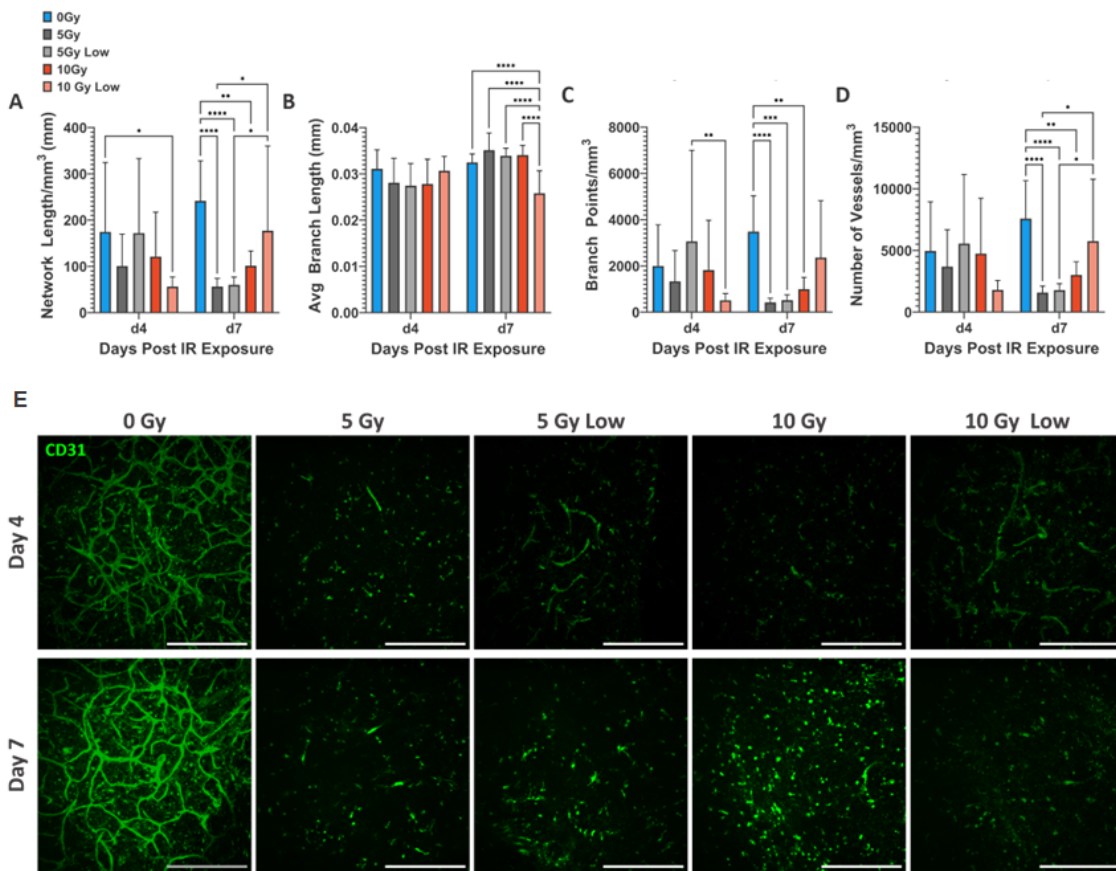 0Gy
5Gy
5Gy Low
10Gy
10 Gy Low
A
Network Length/mm³ (mm)
400
300
200
100
0
d4
d7
Days Post IR Exposure
* ** **** **** * *
B
Avg Branch Length (mm)
0.04
0.03
0.02
0.01
0.00
d4
d7
Days Post IR Exposure
**** **** **** ****
C
Branch Points/mm³
8000
6000
4000
2000
0
d4
d7
Days Post IR Exposure
** ** *** ****
D
Number of Vessels/mm³
15000
10000
5000
0
d4
d7
Days Post IR Exposure
* ** **** **** *
E
0 Gy
5 Gy
5 Gy Low
10 Gy
10 Gy Low
CD31
Day 4
Day 7